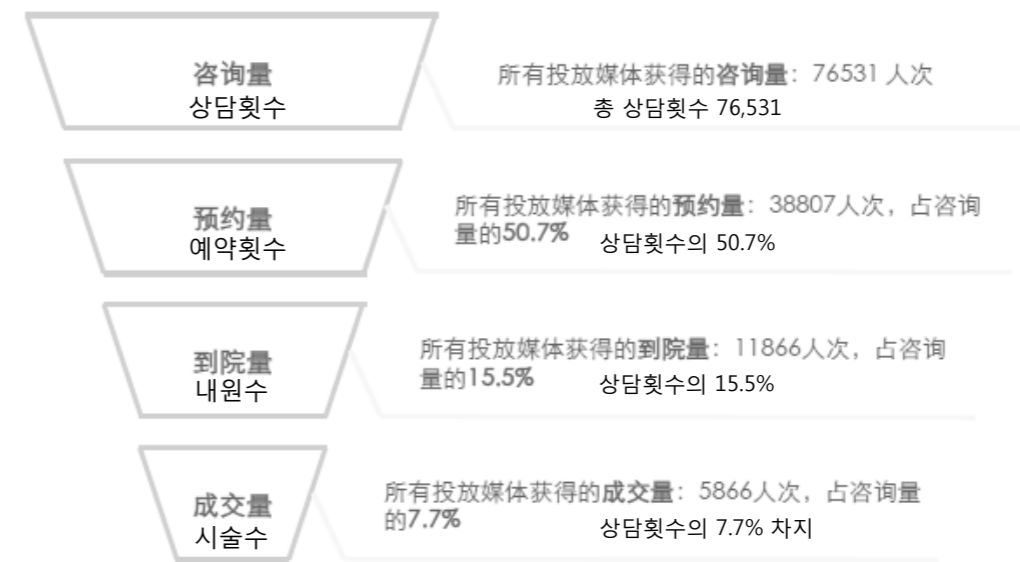 咨询量
상담횟수
所有投放媒体获得的咨询量：76531 人次
총 상담횟수 76,531
预约量
예약횟수
所有投放媒体获得的预约量：38807人次，占咨询
量的50.7%
상담횟수의 50.7%
到院量
내원수
所有投放媒体获得的到院量：11866人次，占咨询
量的15.5%
상담횟수의 15.5%
成交量
시술수
所有投放媒体获得的成交量：5866人次，占咨询量
的7.7%
상담횟수의 7.7% 차지